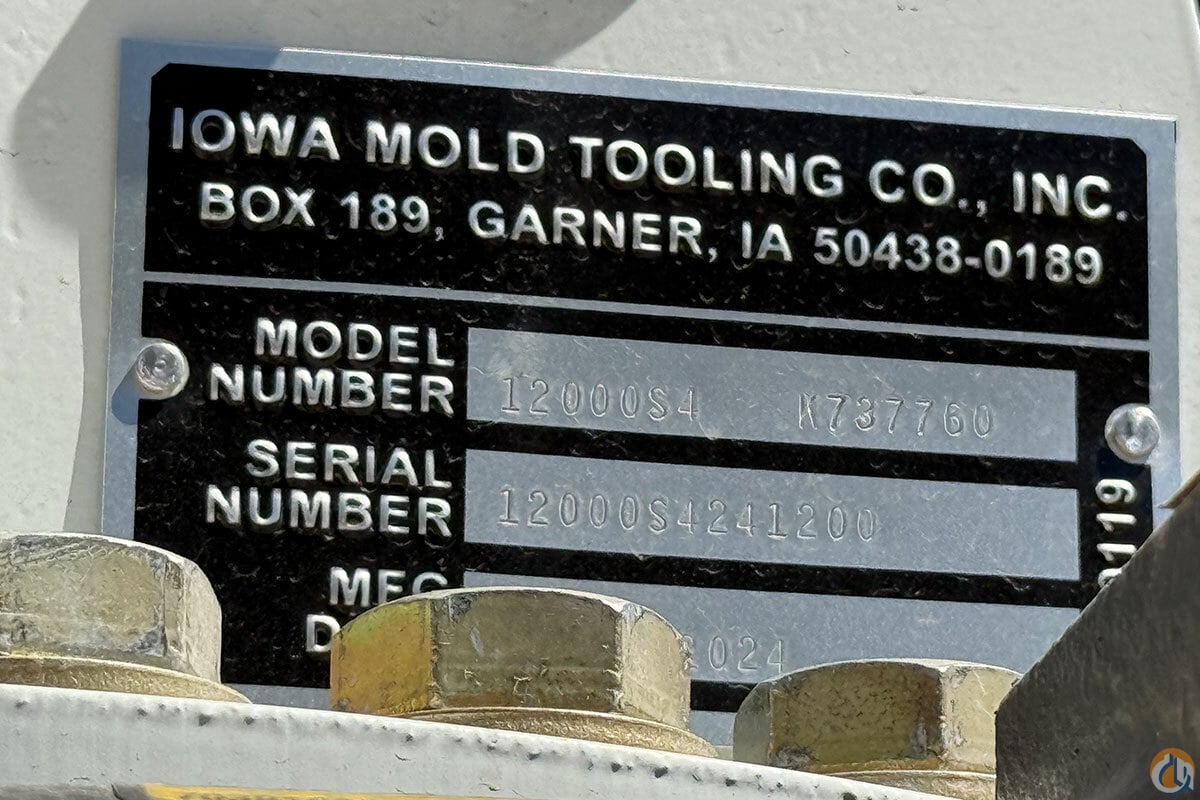 IOWA MOLD TOOLING CO., INC.
BOX 189, GARNER, IA 50438-0189
MODEL
NUMBER
12000S4 K737760
SERIAL
NUMBER
12000S4241200
MFG
2024